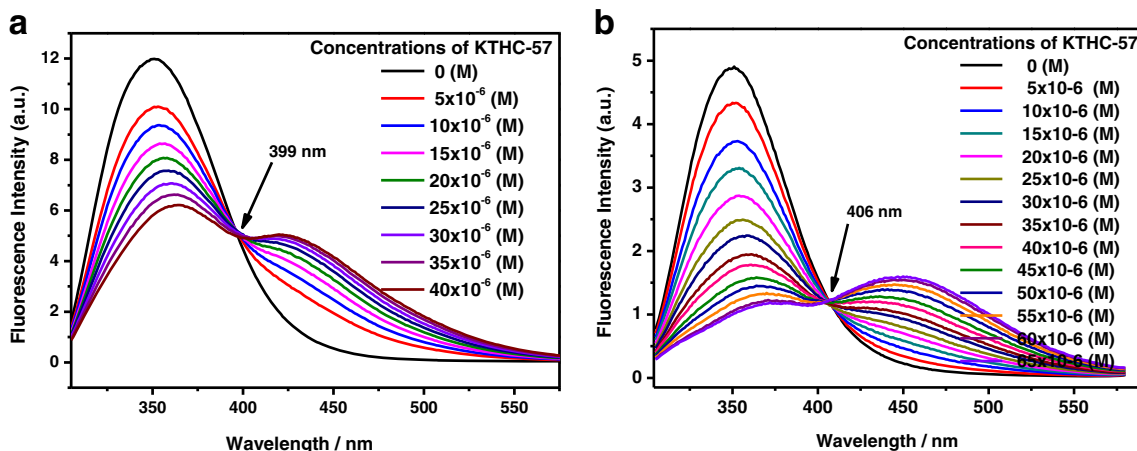 a
Concentrations of KTHC-57
0 (M)
5x10⁻⁶ (M)
10x10⁻⁶ (M)
15x10⁻⁶ (M)
20x10⁻⁶ (M)
25x10⁻⁶ (M)
30x10⁻⁶ (M)
35x10⁻⁶ (M)
40x10⁻⁶ (M)
399 nm
Fluorescence Intensity (a.u.)
12
10
8
6
4
2
0
350 400 450 500 550
Wavelength / nm
b
Concentrations of KTHC-57
0 (M)
5x10-6 (M)
10x10-6 (M)
15x10-6 (M)
20x10-6 (M)
25x10-6 (M)
30x10-6 (M)
35x10-6 (M)
40x10-6 (M)
45x10-6 (M)
50x10-6 (M)
55x10-6 (M)
60x10-6 (M)
65x10-6 (M)
406 nm
Fluorescence Intensity (a.u.)
5
4
3
2
1
0
350 400 450 500 550
Wavelength / nm